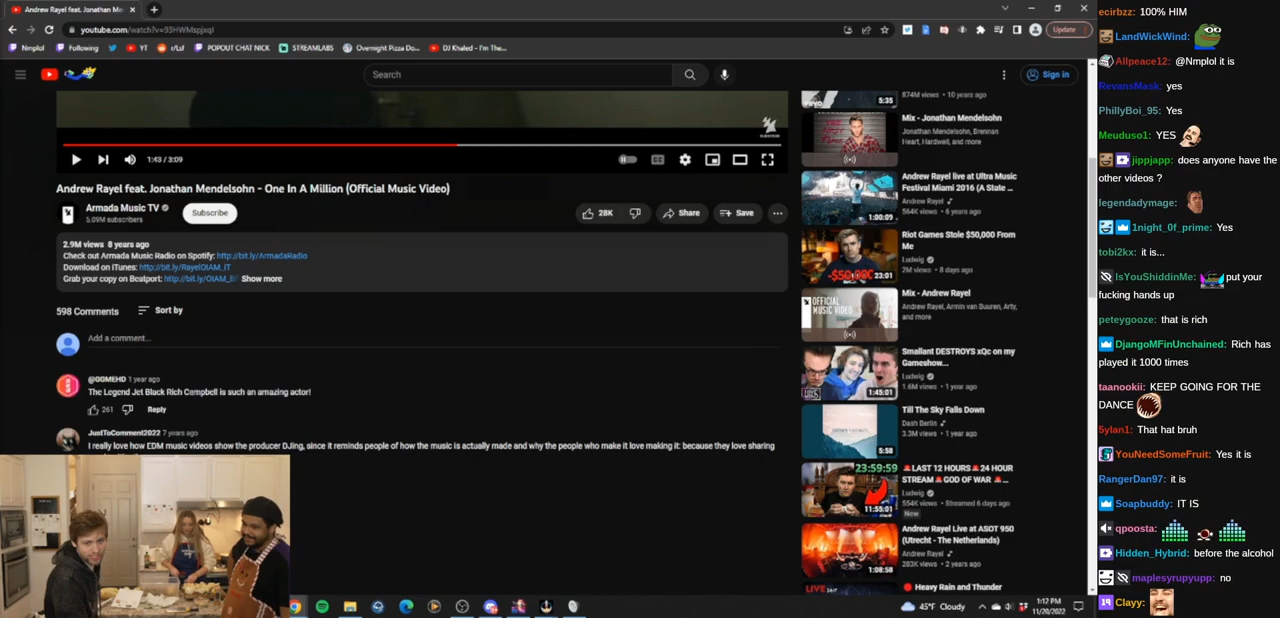 Andrew Rayel feat. Jonathan Me
youtube.com/watch?v=93HWMspjxqI
Update
Nmplol
Following
YT
r/Lsf
POPOUT CHAT NICK
STREAMLABS
Overnight Pizza Do...
DJ Khaled - I'm The...
Search
Sign in
1:43 / 3:09
Andrew Rayel feat. Jonathan Mendelsohn - One In A Million (Official Music Video)
Armada Music TV
5.09M subscribers
Subscribe
28K
Share
Save
2.9M views 8 years ago
Check out Armada Music Radio on Spotify: http://bit.ly/ArmadaRadio
Download on iTunes: http://bit.ly/RayelOIAM_IT
Grab your copy on Beatport: http://bit.ly/OIAM_B Show more
598 Comments
Sort by
Add a comment...
@GGMEHD 1 year ago
The Legend Jet Black Rich Campbell is such an amazing actor!
261
Reply
JustToComment2022 7 years ago
I really love how EDM music videos show the producer DJing, since it reminds people of how the music is actually made and why the people who make it love making it: because they love sharing
vevo
5:35
874M views • 10 years ago
Mix - Jonathan Mendelsohn
Jonathan Mendelsohn, Brennan
Heart, Hardwell, and more
1:00:09
Andrew Rayel live at Ultra Music
Festival Miami 2016 (A State ...
Andrew Rayel
564K views • 6 years ago
-$50,000
23:01
Riot Games Stole $50,000 From
Me
Ludwig
2M views • 8 days ago
OFFICIAL
MUSIC VIDEO
Mix - Andrew Rayel
Andrew Rayel, Armin van Buuren, Arty,
and more
1:45:01
Smallant DESTROYS xQc on my
Gameshow...
Ludwig
1.6M views • 1 year ago
5:58
Till The Sky Falls Down
Dash Berlin
3.3M views • 1 year ago
23:59:59
11:55:01
LAST 12 HOURS 24 HOUR
STREAM GOD OF WAR ...
Ludwig
554K views • Streamed 6 days ago
New
1:08:58
Andrew Rayel Live at ASOT 950
(Utrecht - The Netherlands)
Andrew Rayel
283K views • 2 years ago
LIVE
Heavy Rain and Thunder
45°F Cloudy
1:12 PM
11/20/2022
ecirbzz: 100% HIM
LandWickWind:
Allpeace12: @Nmplol it is
RevansMask: yes
PhillyBoi_95: Yes
Meuduso1: YES
jippjapp: does anyone have the
other videos ?
legendadymage:
1night_0f_prime: Yes
tobi2kx: it is...
IsYouShiddinMe: put your
fucking hands up
peteygooze: that is rich
DjangoMFinUnchained: Rich has
played it 1000 times
taanookii: KEEP GOING FOR THE
DANCE
5ylan1: That hat bruh
YouNeedSomeFruit: Yes it is
RangerDan97: it is
Soapbuddy: IT IS
qpoosta:
Hidden_Hybrid: before the alcohol
maplesyrupyupp: no
Clayy: